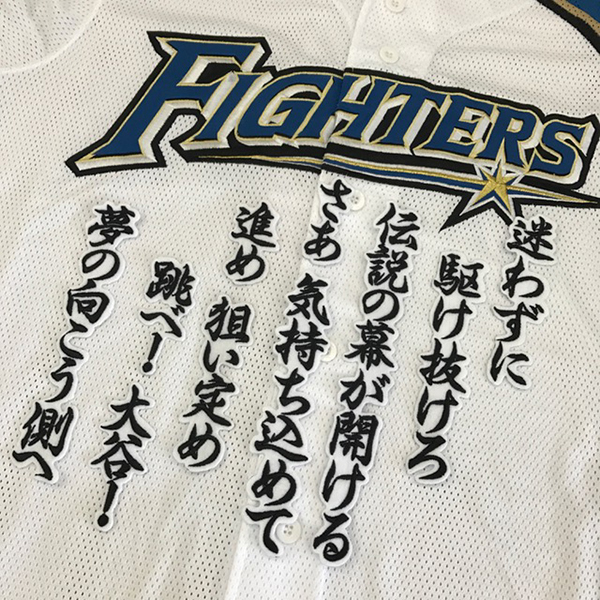 FIGHTERS
迷わずに
駆け抜けろ
伝説の幕が開ける
さあ 気持ち込めて
進め 狙い定め
跳べ！大谷！
夢の向こう側へ